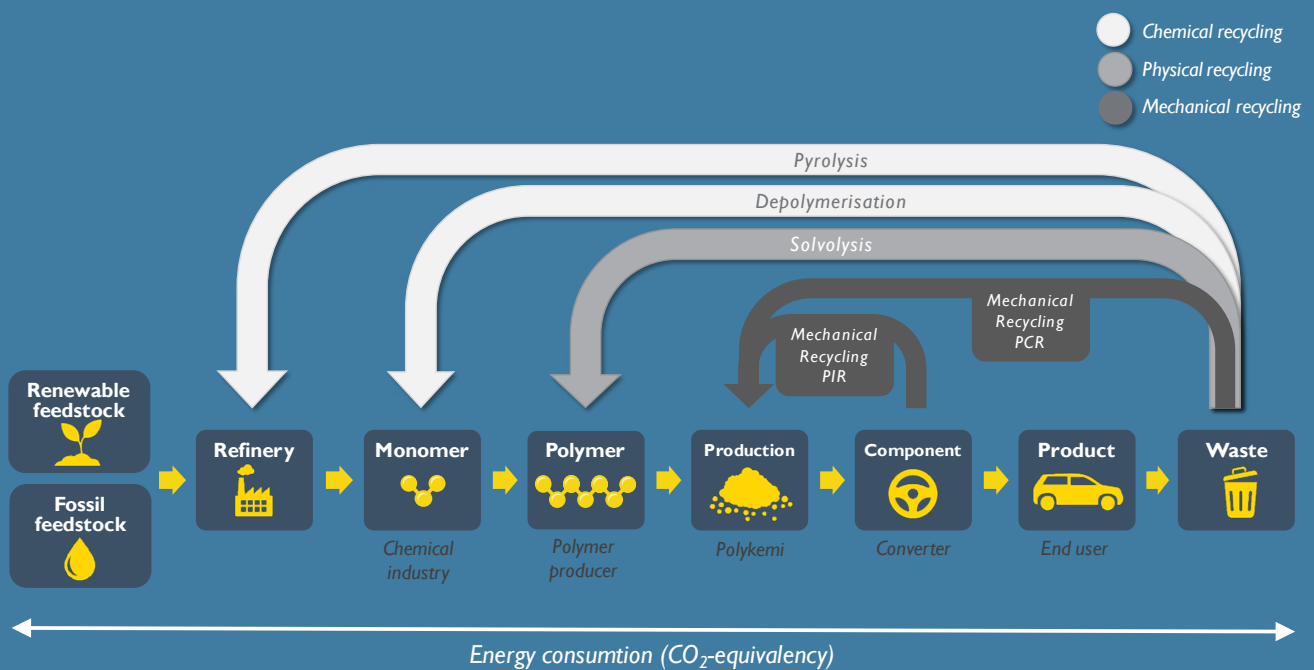 Chemical recycling
Physical recycling
Mechanical recycling
Pyrolysis
Depolymerisation
Solvolysis
Mechanical
Recycling
PCR
Mechanical
Recycling
PIR
Renewable
feedstock
Fossil
feedstock
Refinery
Monomer
Polymer
Production
Component
Product
Waste
Chemical
industry
Polymer
producer
Polykemi
Converter
End user
Energy consumtion (CO₂-equivalency)